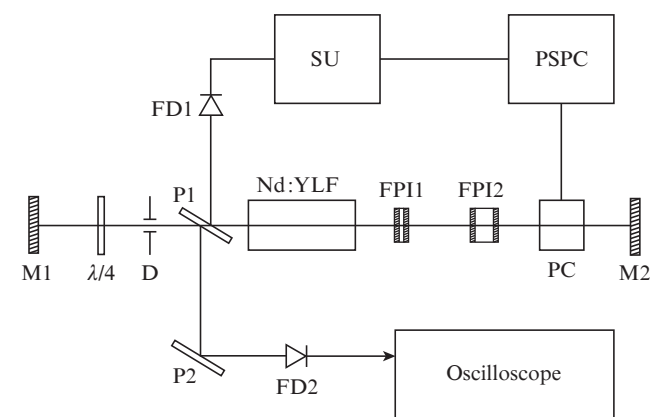 SU
PSPC
FD1
P1
Nd:YLF
FPI1
FPI2
M1
λ/4
D
PC
M2
P2
FD2
Oscilloscope